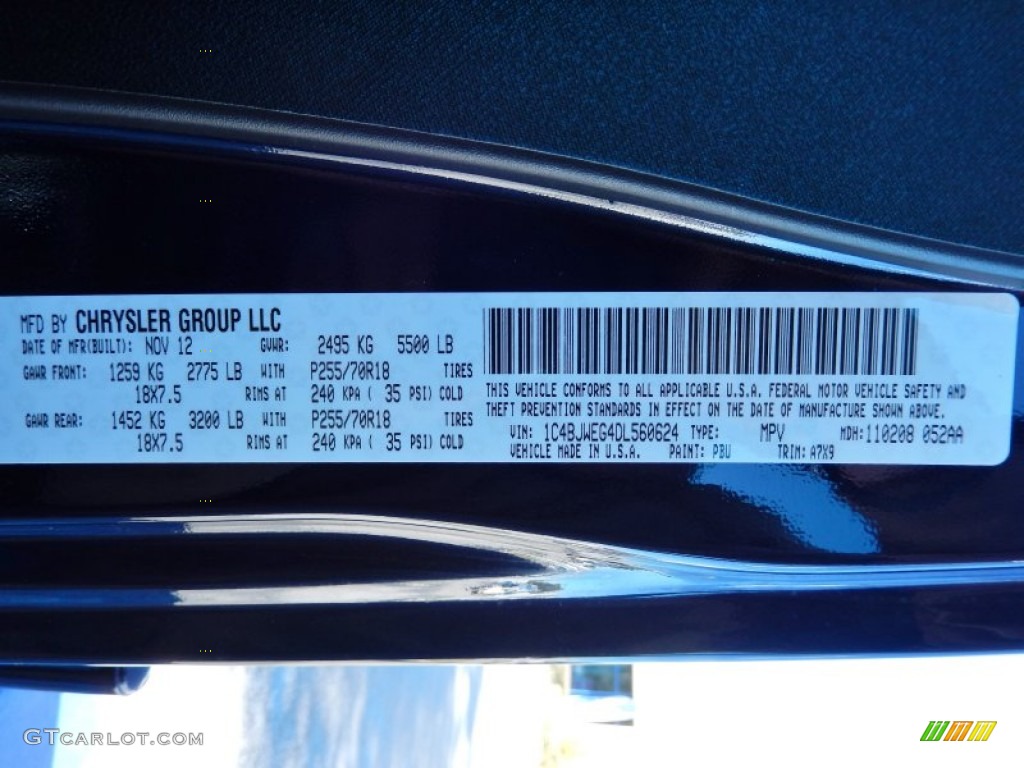 MFD BY CHRYSLER GROUP LLC
DATE OF MFR(BUILT): NOV 12 GVWR: 2495 KG 5500 LB
GAWR FRONT: 1259 KG 2775 LB WITH P255/70R18 TIRES
18X7.5 RIMS AT 240 KPA ( 35 PSI) COLD
GAWR REAR: 1452 KG 3200 LB WITH P255/70R18 TIRES
18X7.5 RIMS AT 240 KPA ( 35 PSI) COLD
THIS VEHICLE CONFORMS TO ALL APPLICABLE U.S.A. FEDERAL MOTOR VEHICLE SAFETY AND
THEFT PREVENTION STANDARDS IN EFFECT ON THE DATE OF MANUFACTURE SHOWN ABOVE.
VIN: 1C4BJWEG4DL560624 TYPE: MPV MDH: 110208 052AA
VEHICLE MADE IN U.S.A. PAINT: PBU TRIM: A7X9
GTCARLOT.COM